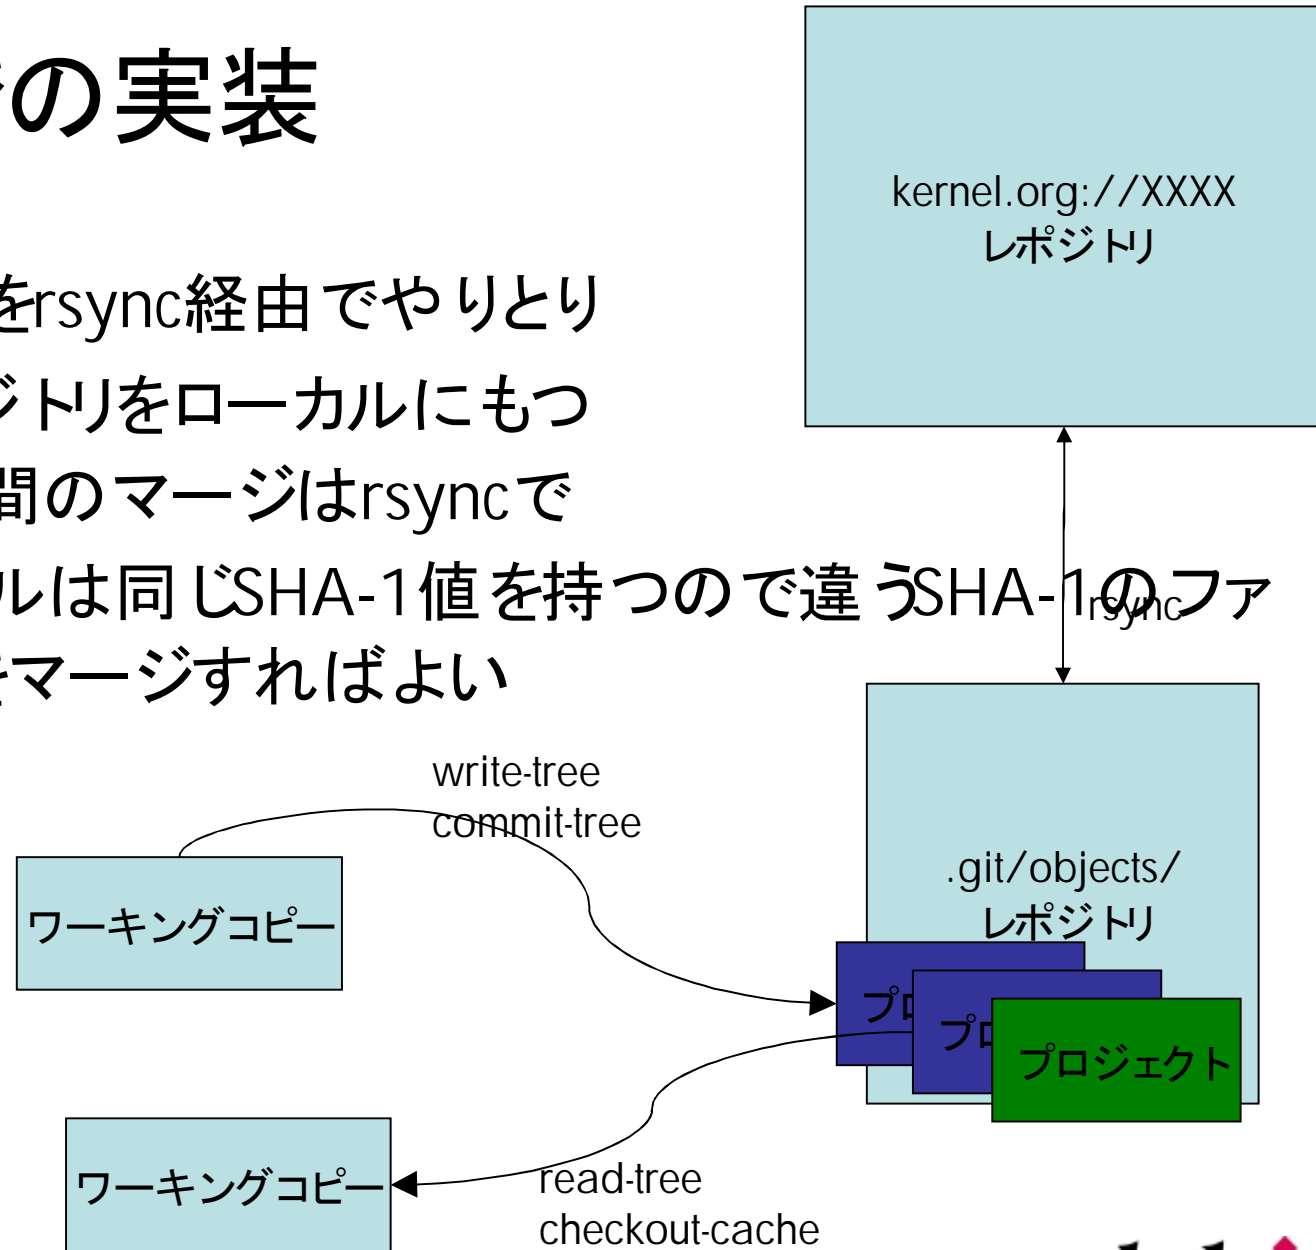 の実装
をrsync経由でやりとり
ジトリをローカルにもつ
間のマージはrsyncで
ルは同じSHA-1値を持つので違うSHA-1のファ
をマージすればよい
kernel.org://XXXX
レポジトリ
rsync
write-tree
commit-tree
ワーキングコピー
.git/objects/
レポジトリ
プロ
プロ
プロジェクト
ワーキングコピー
read-tree
checkout-cache